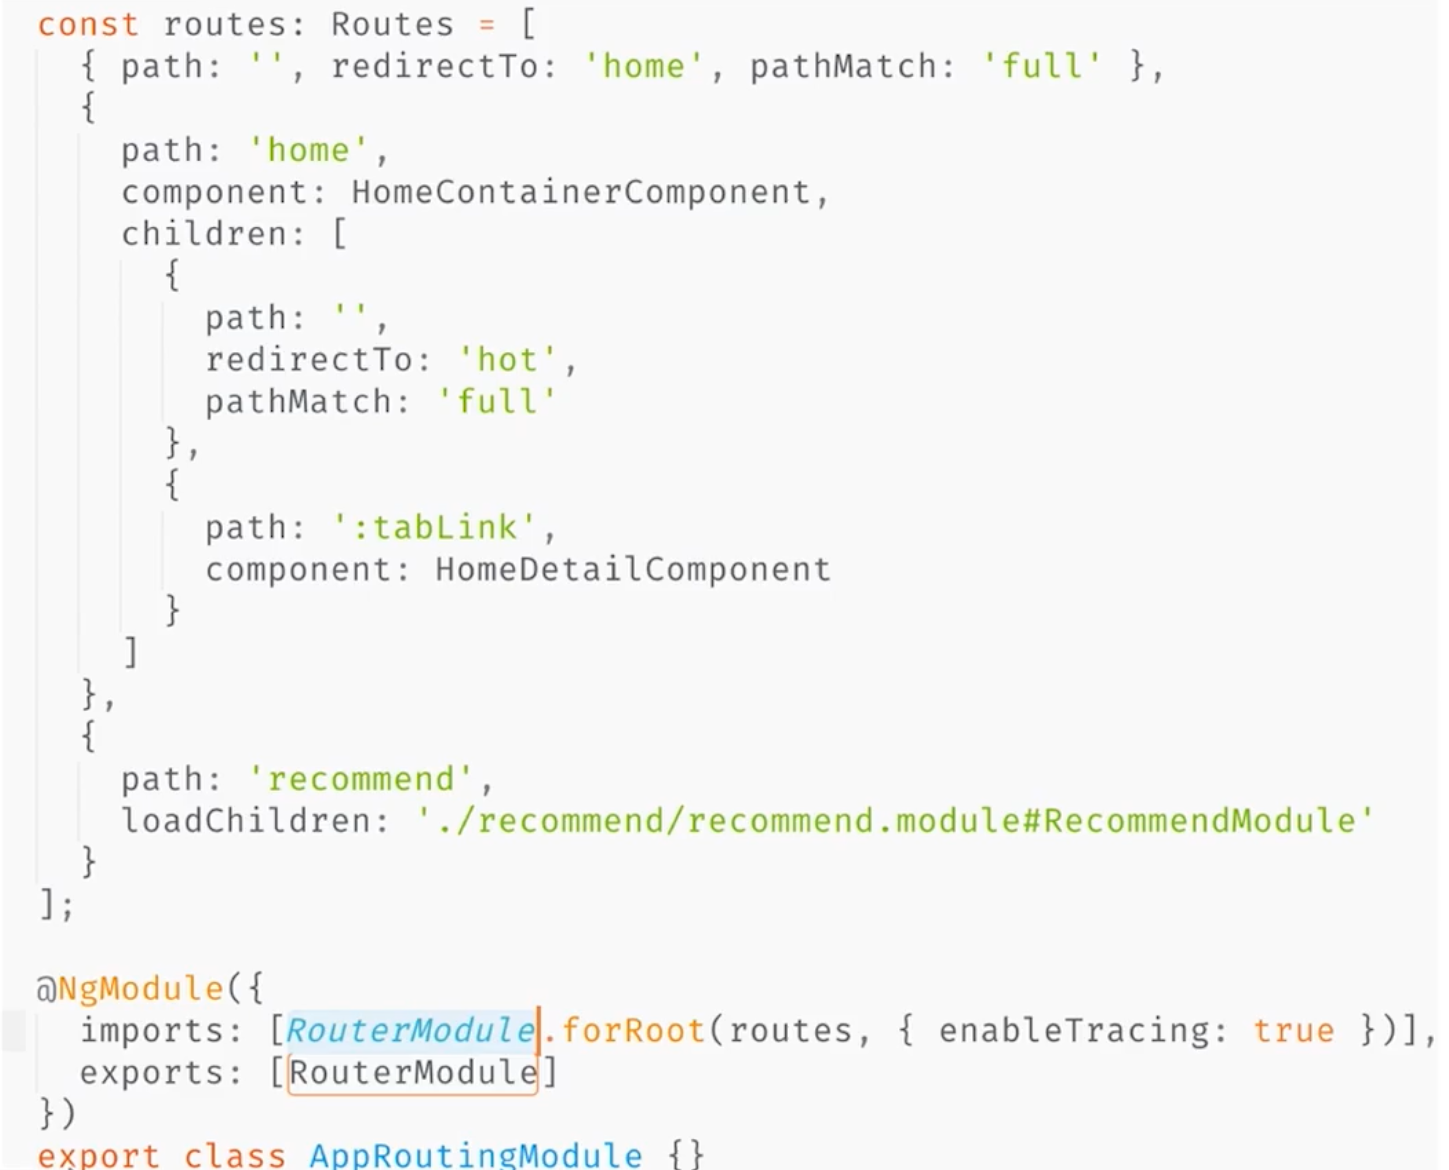 const routes: Routes = [
  { path: '', redirectTo: 'home', pathMatch: 'full' },
  {
    path: 'home',
    component: HomeContainerComponent,
    children: [
      {
        path: '',
        redirectTo: 'hot',
        pathMatch: 'full'
      },
      {
        path: ':tabLink',
        component: HomeDetailComponent
      }
    ]
  },
  {
    path: 'recommend',
    loadChildren: './recommend/recommend.module#RecommendModule'
  }
];

@NgModule({
  imports: [RouterModule.forRoot(routes, { enableTracing: true })],
  exports: [RouterModule]
})
export class AppRoutingModule {}